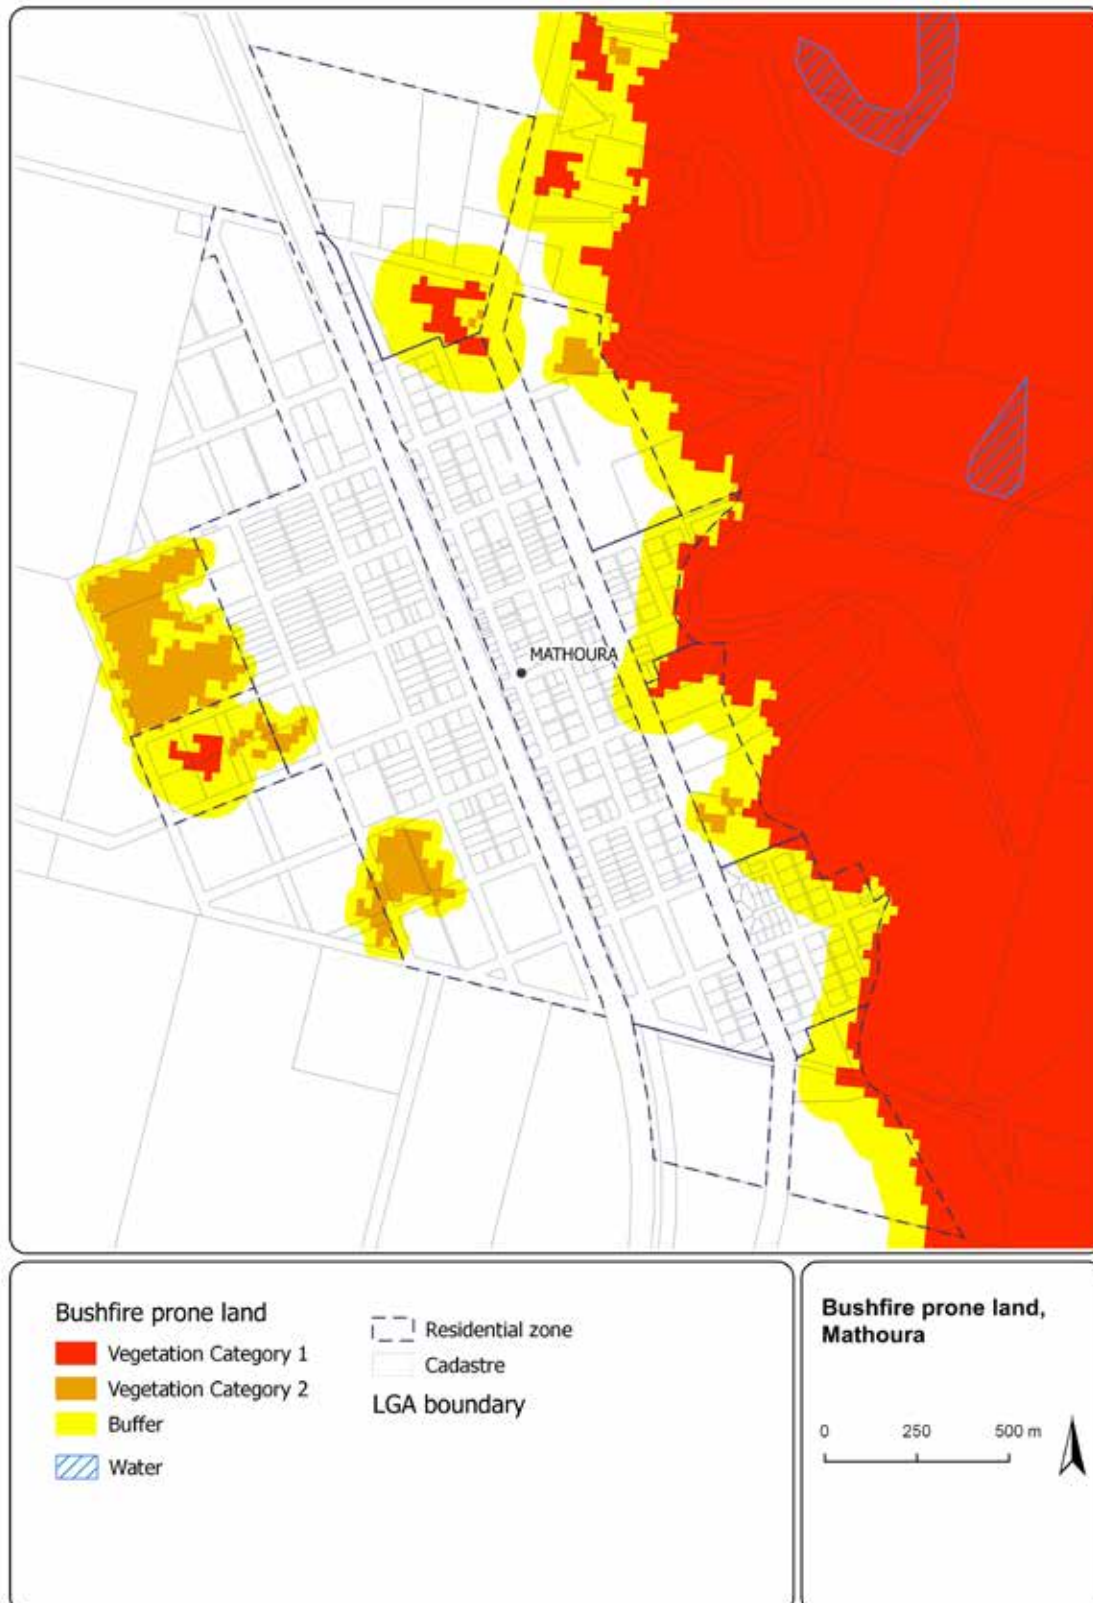 MATHOURA
Bushfire prone land
Vegetation Category 1
Vegetation Category 2
Buffer
Water
Residential zone
Cadastre
LGA boundary
Bushfire prone land,
Mathoura
0 250 500 m